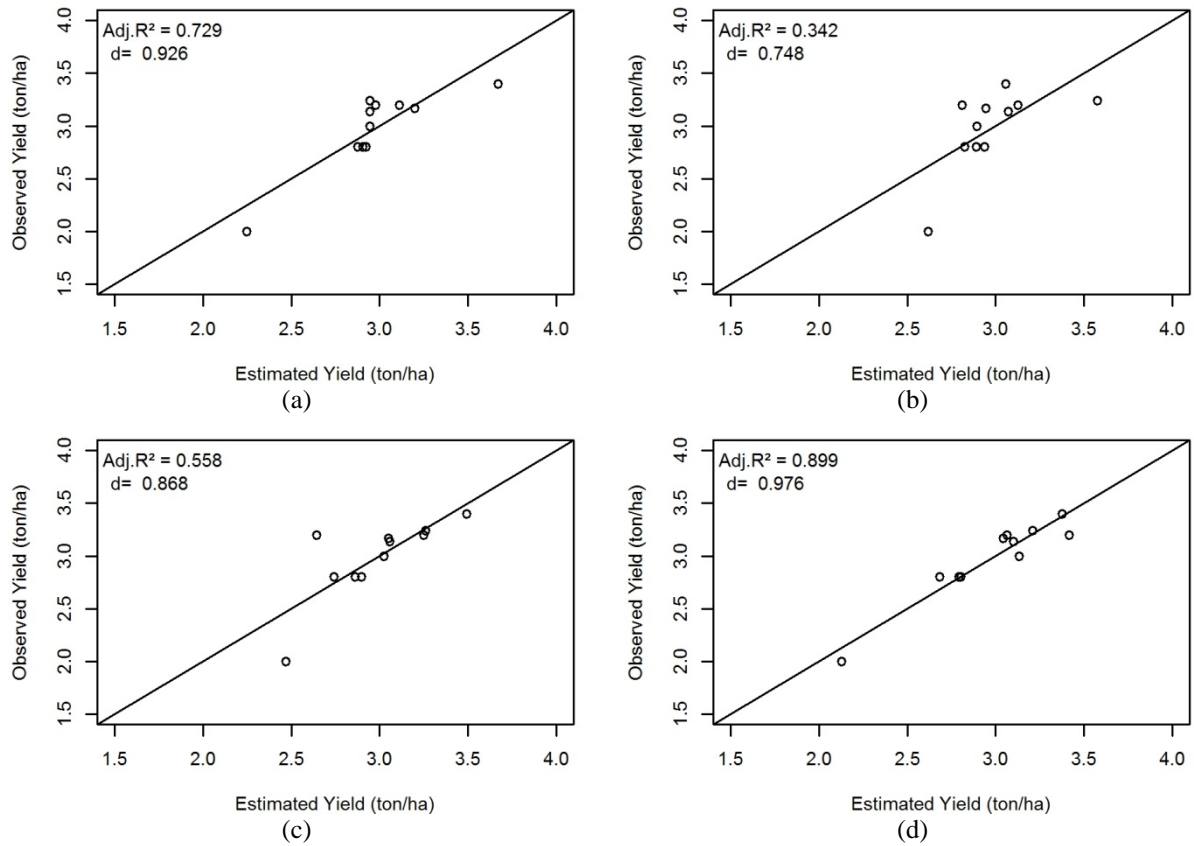 Adj.R² = 0.729
d= 0.926
Observed Yield (ton/ha)
4.0
3.5
3.0
2.5
2.0
1.5
1.5 2.0 2.5 3.0 3.5 4.0
Estimated Yield (ton/ha)
(a)
Adj.R² = 0.342
d= 0.748
Observed Yield (ton/ha)
4.0
3.5
3.0
2.5
2.0
1.5
1.5 2.0 2.5 3.0 3.5 4.0
Estimated Yield (ton/ha)
(b)
Adj.R² = 0.558
d= 0.868
Observed Yield (ton/ha)
4.0
3.5
3.0
2.5
2.0
1.5
1.5 2.0 2.5 3.0 3.5 4.0
Estimated Yield (ton/ha)
(c)
Adj.R² = 0.899
d= 0.976
Observed Yield (ton/ha)
4.0
3.5
3.0
2.5
2.0
1.5
1.5 2.0 2.5 3.0 3.5 4.0
Estimated Yield (ton/ha)
(d)